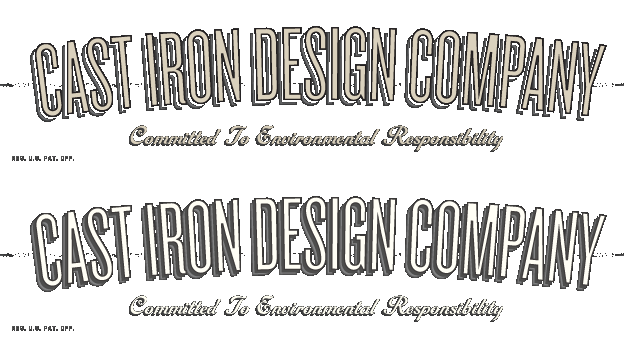 CAST IRON DESIGN COMPANY
Committed To Environmental Responsibility
REG. U.S. PAT. OFF.
CAST IRON DESIGN COMPANY
Committed To Environmental Responsibility
REG. U.S. PAT. OFF.